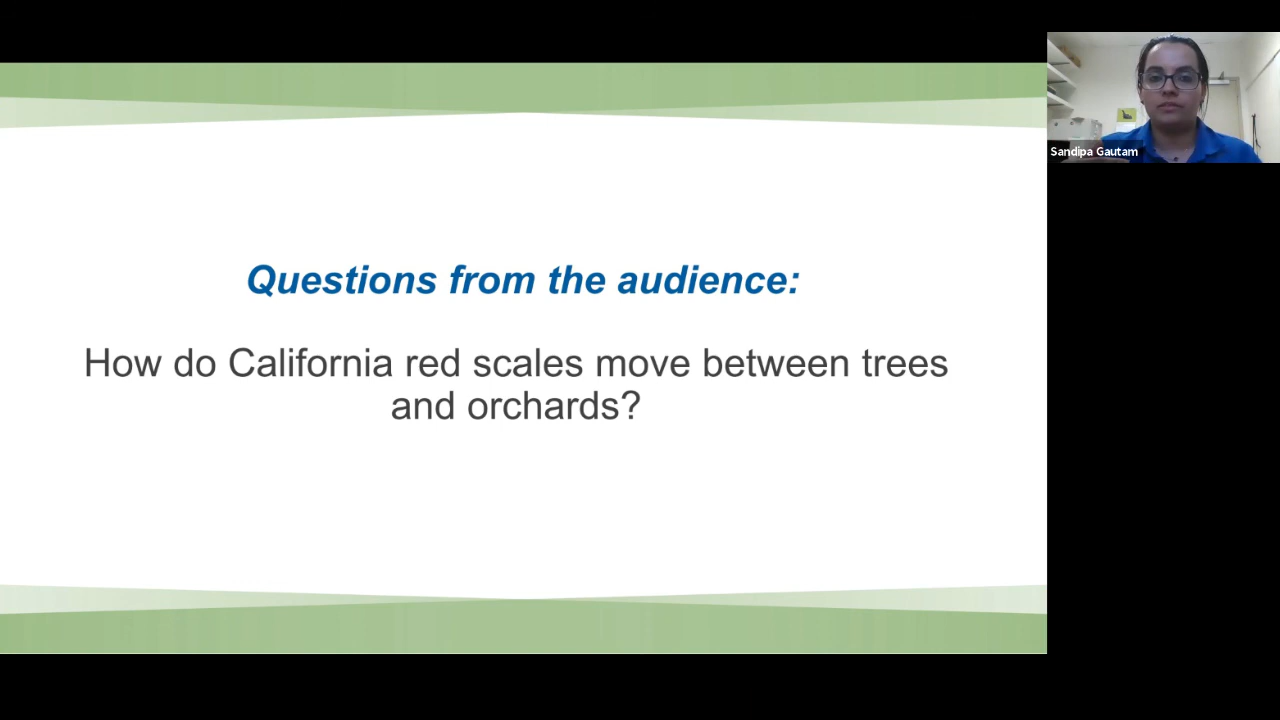 Questions from the audience:
How do California red scales move between trees
and orchards?
Sandipa Gautam